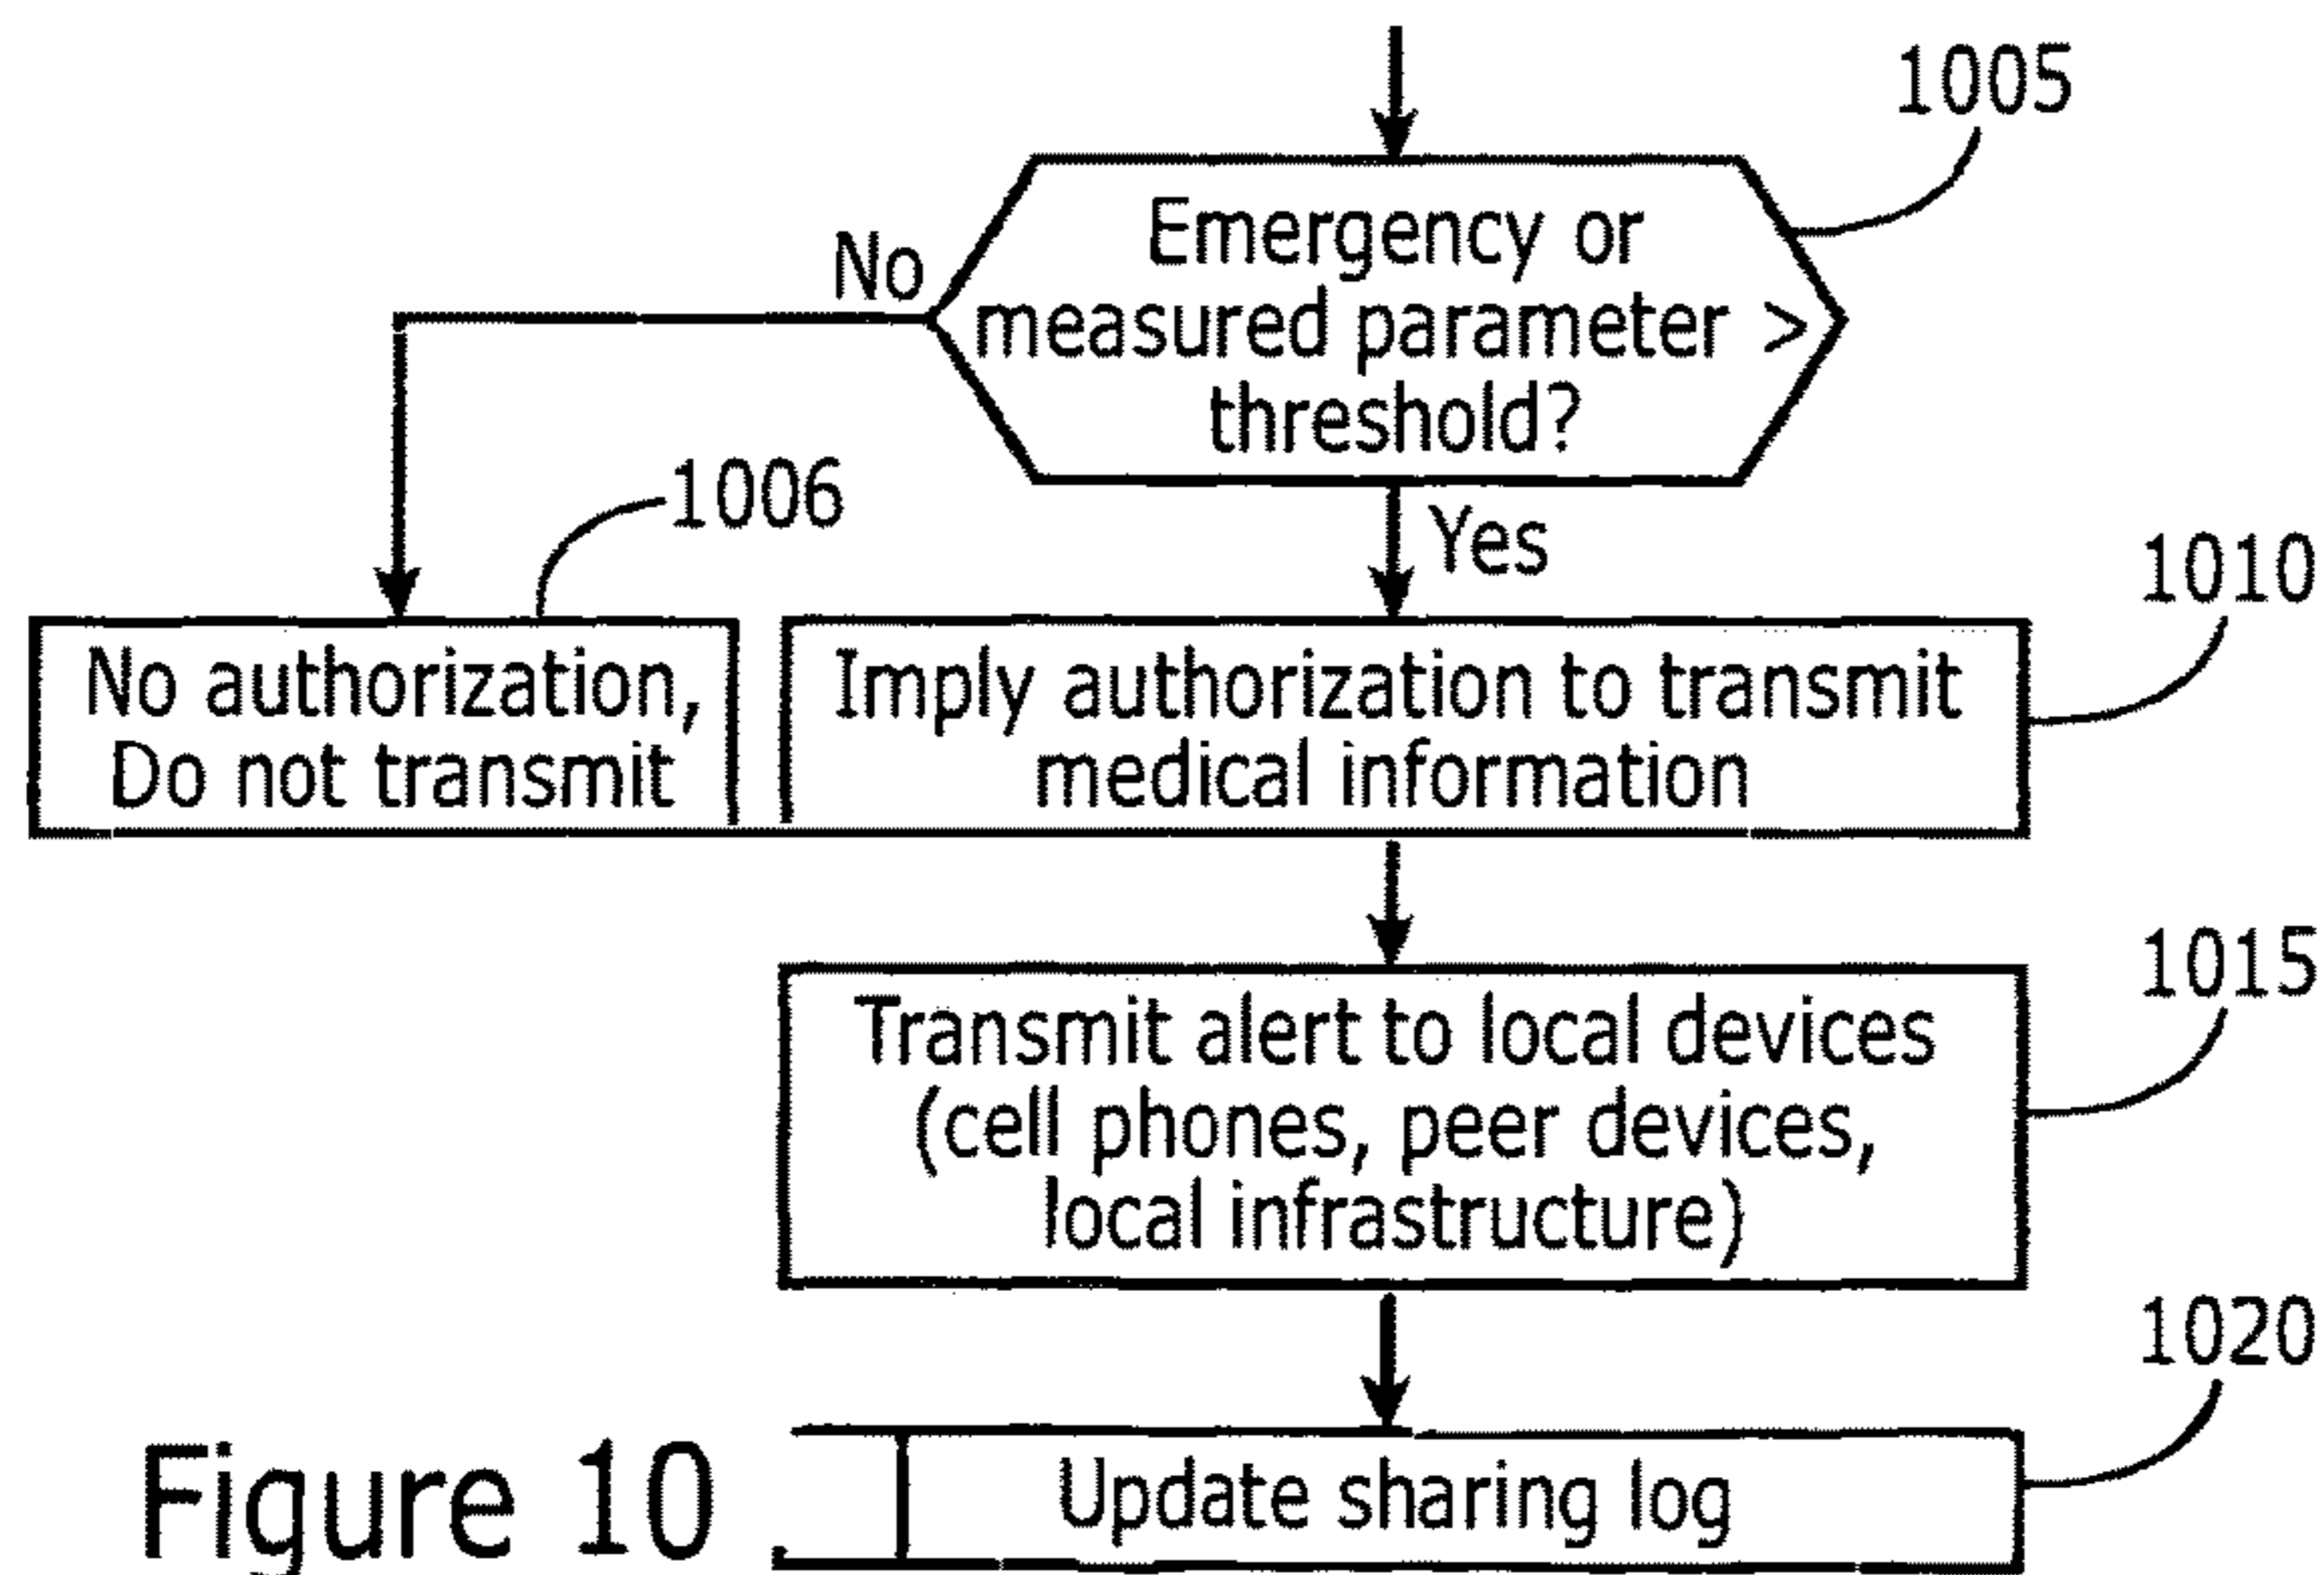 1005
Emergency or
measured parameter >
threshold?
No
Yes
1006
No authorization,
Do not transmit
1010
Imply authorization to transmit
medical information
1015
Transmit alert to local devices
(cell phones, peer devices,
local infrastructure)
1020
Update sharing log
Figure 10